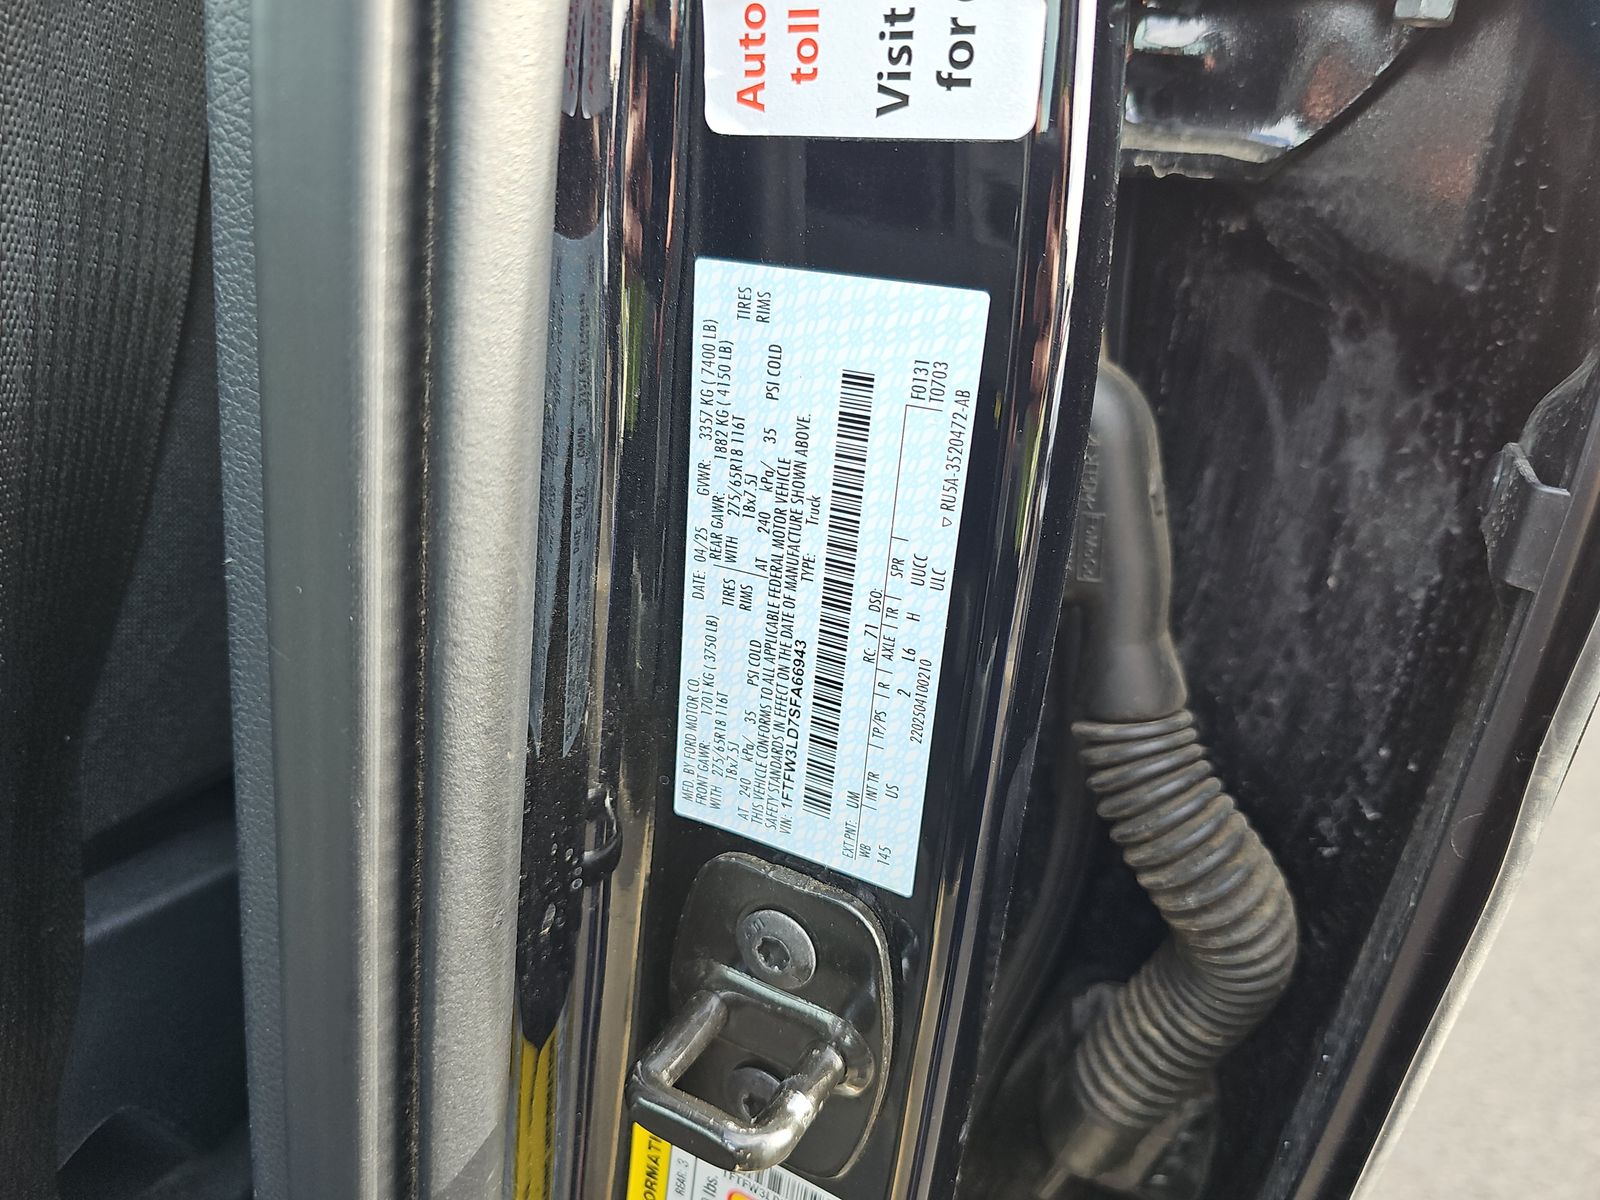 Auto
toll
Visit
for
MFD. BY FORD MOTOR CO.
DATE: 04/25 GVWR: 3357 KG ( 7400 LB)
FRONT GAWR: 1701 KG ( 3750 LB)
REAR GAWR: 1882 KG ( 4150 LB)
WITH 275/65R18 116T TIRES
WITH 275/65R18 116T TIRES
18x7.5J RIMS
18x7.5J RIMS
AT 240 kPa/ 35 PSI COLD
AT 240 kPa/ 35 PSI COLD
THIS VEHICLE CONFORMS TO ALL APPLICABLE FEDERAL MOTOR VEHICLE
SAFETY STANDARDS IN EFFECT ON THE DATE OF MANUFACTURE SHOWN ABOVE.
VIN: 1FTFW3LD7SFA66943
TYPE: Truck
EXT PNT: UM RC: 71 DSO: F0131
WB INT TR TP/PS R AXLE TR SPR T0703
145 US 2 L6 H UUCC
2202504100210 ULC
▽ RU5A-3520472-AB
ORMATI
REAR: 3
lbs.